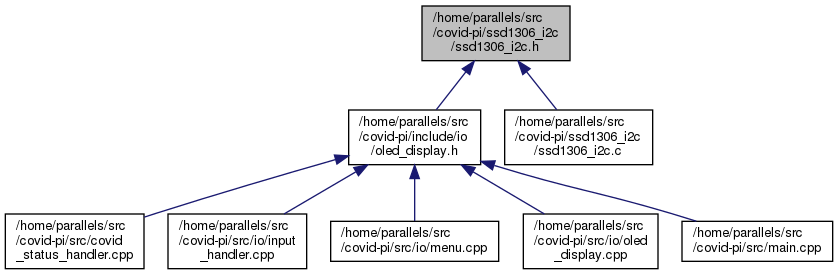 /home/parallels/src
/covid-pi/ssd1306_i2c
/ssd1306_i2c.h
/home/parallels/src
/covid-pi/include/io
/oled_display.h
/home/parallels/src
/covid-pi/ssd1306_i2c
/ssd1306_i2c.c
/home/parallels/src
/covid-pi/src/covid
_status_handler.cpp
/home/parallels/src
/covid-pi/src/io/input
_handler.cpp
/home/parallels/src
/covid-pi/src/io/menu.cpp
/home/parallels/src
/covid-pi/src/io/oled
_display.cpp
/home/parallels/src
/covid-pi/src/main.cpp